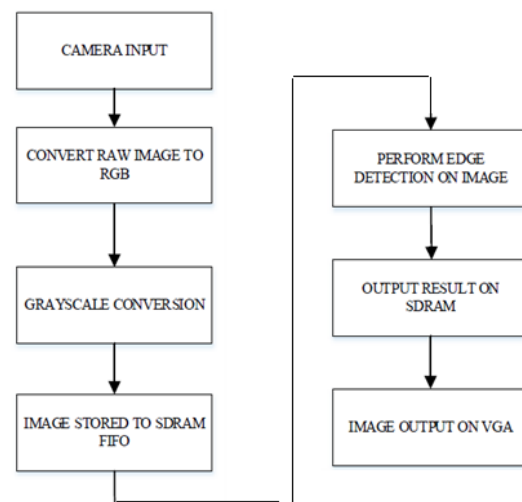 CAMERA INPUT
CONVERT RAW IMAGE TO
RGB
GRAYSCALE CONVERSION
IMAGE STORED TO SDRAM
FIFO
PERFORM EDGE
DETECTION ON IMAGE
OUTPUT RESULT ON
SDRAM
IMAGE OUTPUT ON VGA